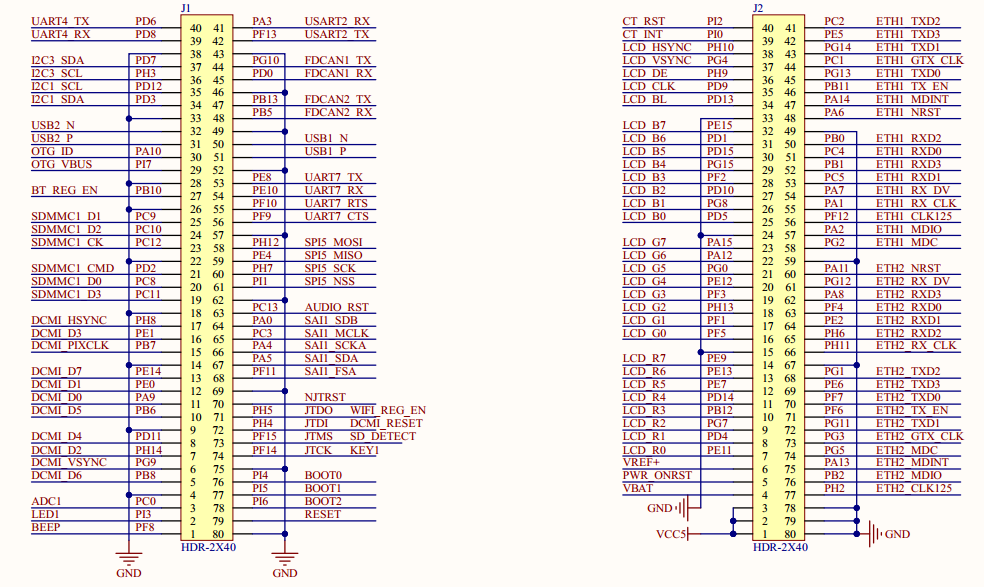 J1
UART4_TX PD6 40 41 PA3 USART2_RX
UART4_RX PD8 39 42 PF13 USART2_TX
38 43
I2C3_SDA PD7 37 44 PG10 FDCAN1_TX
I2C3_SCL PH3 36 45 PD0 FDCAN1_RX
I2C1_SCL PD12 35 46
I2C1_SDA PD3 34 47 PB13 FDCAN2_TX
33 48 PB5 FDCAN2_RX
USB2_N 32 49
USB2_P 31 50 USB1_N
OTG_ID PA10 30 51 USB1_P
OTG_VBUS PI7 29 52
28 53 PE8 UART7_TX
BT_REG_EN PB10 27 54 PE10 UART7_RX
26 55 PF10 UART7_RTS
SDMMC1_D1 PC9 25 56 PF9 UART7_CTS
SDMMC1_D2 PC10 24 57
SDMMC1_CK PC12 23 58 PH12 SPI5_MOSI
22 59 PE4 SPI5_MISO
SDMMC1_CMD PD2 21 60 PH7 SPI5_SCK
SDMMC1_D0 PC8 20 61 PI1 SPI5_NSS
SDMMC1_D3 PC11 19 62
18 63 PC13 AUDIO_RST
DCMI_HSYNC PH8 17 64 PA0 SAI1_SDB
DCMI_D3 PE1 16 65 PC3 SAI1_MCLK
DCMI_PIXCLK PB7 15 66 PA4 SAI1_SCKA
14 67 PA5 SAI1_SDA
DCMI_D7 PE14 13 68 PF11 SAI1_FSA
DCMI_D1 PE0 12 69
DCMI_D0 PA9 11 70 NJTRST
DCMI_D5 PB6 10 71 PH5 JTDO WIFI_REG_EN
9 72 PH4 JTDI DCMI_RESET
DCMI_D4 PD11 8 73 PF15 JTMS SD_DETECT
DCMI_D2 PH14 7 74 PF14 JTCK KEY1
DCMI_VSYNC PG9 6 75
DCMI_D6 PB8 5 76 PI4 BOOT0
4 77 PI5 BOOT1
ADC1 PC0 3 78 PI6 BOOT2
LED1 PI3 2 79 RESET
BEEP PF8 1 80
HDR-2X40
GND GND
J2
CT_RST PI2 40 41 PC2 ETH1_TXD2
CT_INT PI0 39 42 PE5 ETH1_TXD3
LCD_HSYNC PH10 38 43 PG14 ETH1_TXD1
LCD_VSYNC PG4 37 44 PC1 ETH1_GTX_CLK
LCD_DE PH9 36 45 PG13 ETH1_TXD0
LCD_CLK PD9 35 46 PB11 ETH1_TX_EN
LCD_BL PD13 34 47 PA14 ETH1_MDINT
33 48 PA6 ETH1_NRST
LCD_B7 PE15 32 49
LCD_B6 PD1 31 50 PB0 ETH1_RXD2
LCD_B5 PD15 30 51 PC4 ETH1_RXD0
LCD_B4 PG15 29 52 PB1 ETH1_RXD3
LCD_B3 PF2 28 53 PC5 ETH1_RXD1
LCD_B2 PD10 27 54 PA7 ETH1_RX_DV
LCD_B1 PG8 26 55 PA1 ETH1_RX_CLK
LCD_B0 PD5 25 56 PF12 ETH1_CLK125
24 57 PA2 ETH1_MDIO
LCD_G7 PA15 23 58 PG2 ETH1_MDC
LCD_G6 PA12 22 59
LCD_G5 PG0 21 60 PA11 ETH2_NRST
LCD_G4 PE12 20 61 PG12 ETH2_RX_DV
LCD_G3 PF3 19 62 PA8 ETH2_RXD3
LCD_G2 PH13 18 63 PF4 ETH2_RXD0
LCD_G1 PF1 17 64 PE2 ETH2_RXD1
LCD_G0 PF5 16 65 PH6 ETH2_RXD2
15 66 PH11 ETH2_RX_CLK
LCD_R7 PE9 14 67
LCD_R6 PE13 13 68 PG1 ETH2_TXD2
LCD_R5 PE7 12 69 PE6 ETH2_TXD3
LCD_R4 PD14 11 70 PF7 ETH2_TXD0
LCD_R3 PB12 10 71 PF6 ETH2_TX_EN
LCD_R2 PG7 9 72 PG11 ETH2_TXD1
LCD_R1 PD4 8 73 PG3 ETH2_GTX_CLK
LCD_R0 PE11 7 74 PG5 ETH2_MDC
VREF+ 6 75 PA13 ETH2_MDINT
PWR_ONRST 5 76 PB2 ETH2_MDIO
VBAT 4 77 PH2 ETH2_CLK125
GND 3 78
2 79
VCC5 1 80 GND
HDR-2X40